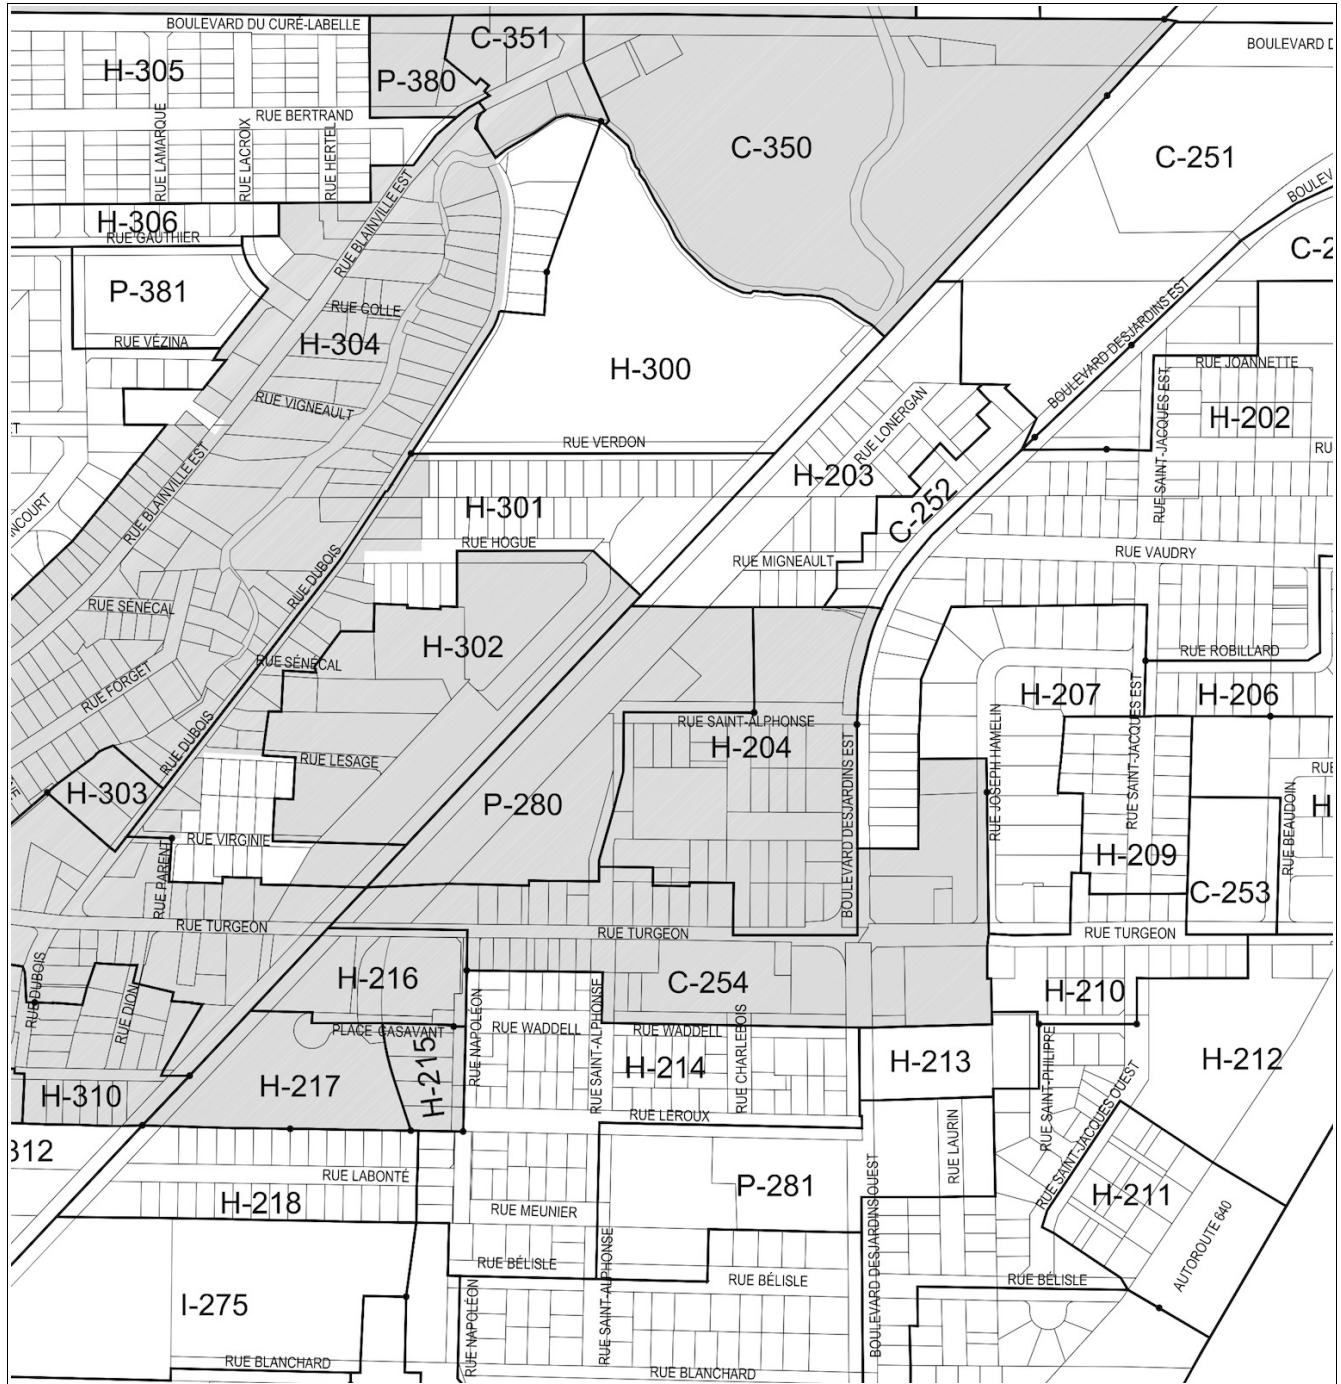 BOULEVARD DU CURÉ-LABELLE
C-351
BOULEVARD D
H-305
P-380
RUE BERTRAND
RUE LAMARQUE
RUE LACROIX
RUE HERTEL
C-350
C-251
BOULEV
H-306
RUE GAUTHIER
RUE BLAINVILLE EST
C-2
P-381
RUE COLLE
BOULEVARD DESJARDINS EST
RUE VÉZINA
H-304
H-300
RUE JOANNETTE
RUE VIGNEAULT
RUE LONERGAN
H-202
ET
RUE VERDON
RUE SAINT-JACQUES EST
RU
RUE BLAINVILLE EST
H-203
NCOURT
H-301
C-252
RUE HOGUE
RUE MIGNEAULT
RUE VAUDRY
RUE DUBOIS
RUE SÉNÉCAL
H-302
RUE SÉNÉCAL
RUE ROBILLARD
RUE FORGET
H-207
H-206
RUE SAINT-ALPHONSE
RUE DUBOIS
H-204
RUE JOSEPH HAMELIN
RUE SAINT-JACQUES EST
RUE LESAGE
RUE
H-303
P-280
BOULEVARD DESJARDINS EST
RUE BEAUDOIN
H
RUE VIRGINIE
H-209
RUE PARENT
C-253
RUE TURGEON
RUE TURGEON
RUE TURGEON
RUE DUBOIS
RUE DION
H-216
C-254
H-210
PLACE CASAVANT
RUE NAPOLÉON
RUE WADDELL
RUE SAINT-ALPHONSE
RUE WADDELL
RUE CHARLEBOIS
H-215
H-214
H-213
RUE SAINT-PHILIPPE
H-212
H-310
H-217
RUE LEROUX
RUE LAURIN
RUE SAINT-JACQUES OUEST
312
RUE LABONTÉ
P-281
H-211
H-218
RUE MEUNIER
BOULEVARD DESJARDINS OUEST
AUTOROUTE 640
RUE BÉLISLE
RUE BÉLISLE
RUE BÉLISLE
I-275
RUE NAPOLÉON
RUE SAINT-ALPHONSE
RUE BLANCHARD
RUE BLANCHARD